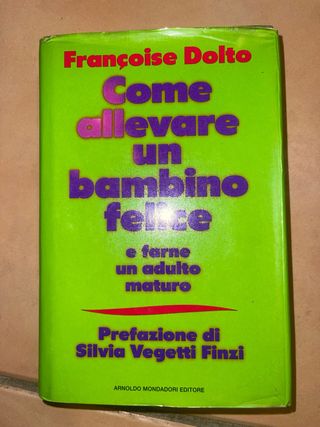 Françoise Dolto
Come
allevare
un
bambino
felice
e farne
un adulto
maturo
Prefazione di
Silvia Vegetti Finzi
ARNOLDO MONDADORI EDITORE